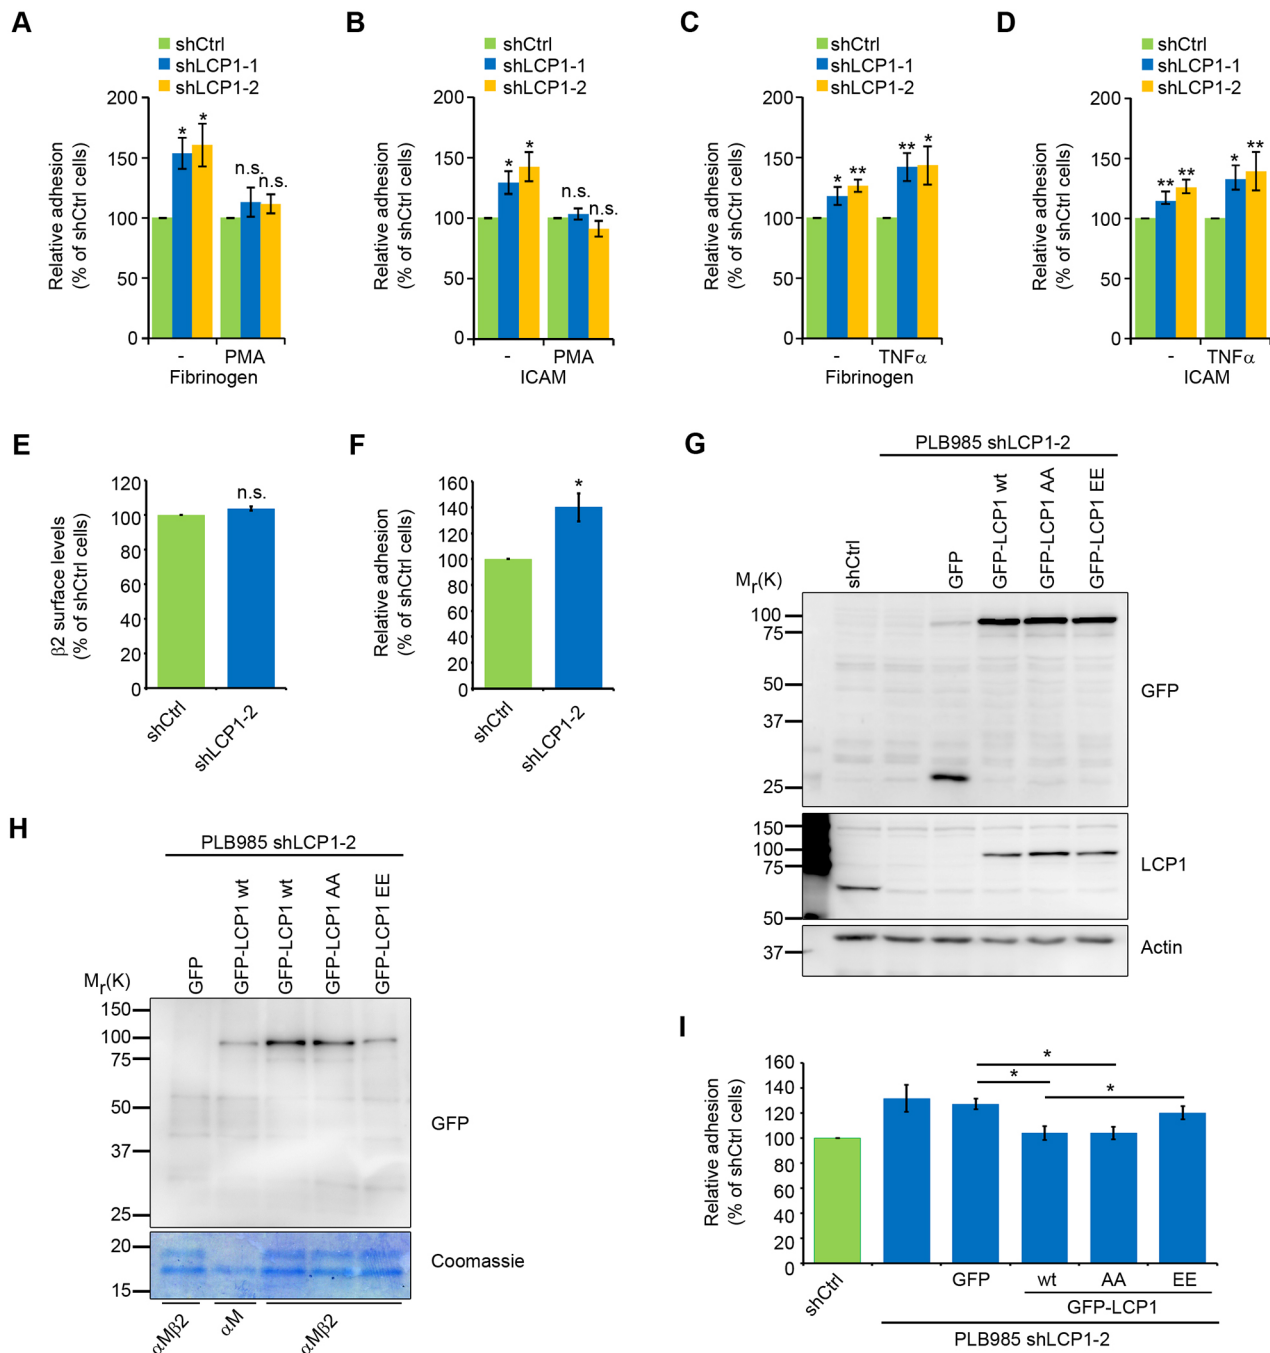 A
shCtrl
shLCP1-1
shLCP1-2
Relative adhesion
(% of shCtrl cells)
200
150
100
50
0
* *
n.s. n.s.
- PMA
Fibrinogen
B
shCtrl
shLCP1-1
shLCP1-2
Relative adhesion
(% of shCtrl cells)
200
150
100
50
0
* *
n.s. n.s.
- PMA
ICAM
C
shCtrl
shLCP1-1
shLCP1-2
Relative adhesion
(% of shCtrl cells)
200
150
100
50
0
* **
** *
- TNFα
Fibrinogen
D
shCtrl
shLCP1-1
shLCP1-2
Relative adhesion
(% of shCtrl cells)
200
150
100
50
0
** **
* **
- TNFα
ICAM
E
β2 surface levels
(% of shCtrl cells)
120
100
80
60
40
20
0
n.s.
shCtrl
shLCP1-2
F
Relative adhesion
(% of shCtrl cells)
160
140
120
100
80
60
40
20
0
*
shCtrl
shLCP1-2
G
PLB985 shLCP1-2
Mr(K)
shCtrl
GFP
GFP-LCP1 wt
GFP-LCP1 AA
GFP-LCP1 EE
100
75
50
37
25
GFP
150
100
75
50
LCP1
37
Actin
H
PLB985 shLCP1-2
Mr(K)
GFP
GFP-LCP1 wt
GFP-LCP1 wt
GFP-LCP1 AA
GFP-LCP1 EE
150
100
75
50
37
25
GFP
20
15
Coomassie
αMβ2
αM
αMβ2
I
Relative adhesion
(% of shCtrl cells)
160
140
120
100
80
60
40
20
0
*
* *
shCtrl
GFP wt AA EE
GFP-LCP1
PLB985 shLCP1-2